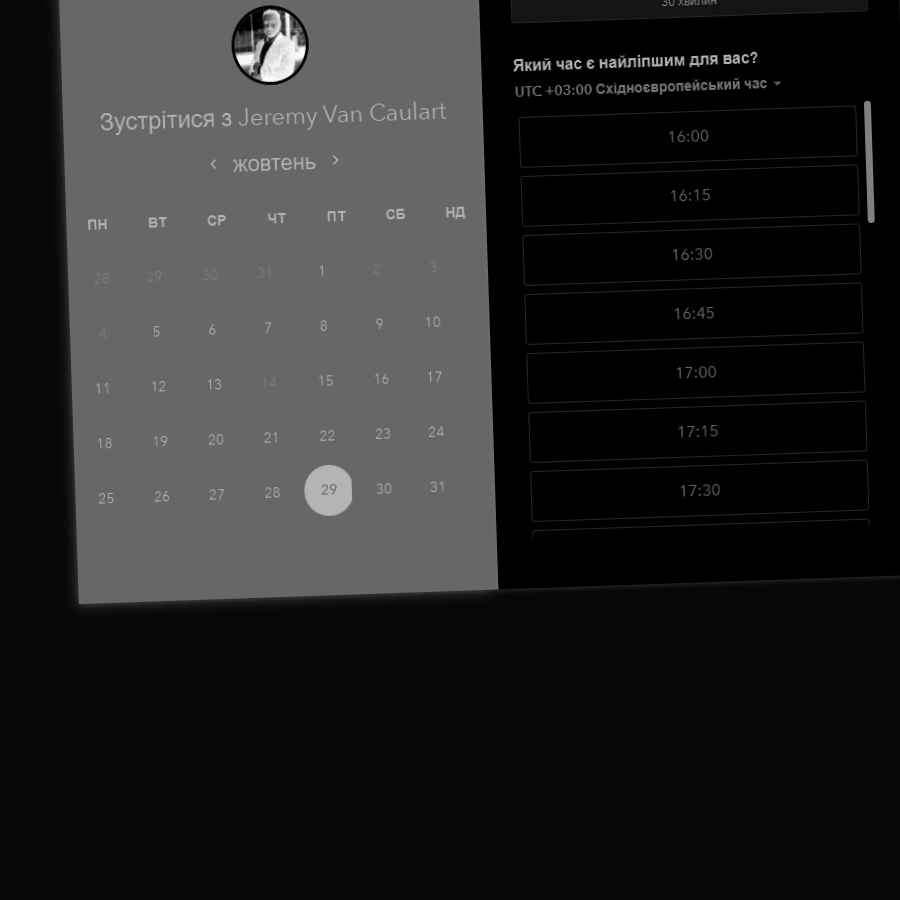 Зустрітися з Jeremy Van Caulart
‹ жовтень ›
ПН ВТ СР ЧТ ПТ СБ НД
28 29 30 31 1 2 3
4 5 6 7 8 9 10
11 12 13 14 15 16 17
18 19 20 21 22 23 24
25 26 27 28 29 30 31
30 хвилин
Який час є найліпшим для вас?
UTC +03:00 Східноєвропейський час
16:00
16:15
16:30
16:45
17:00
17:15
17:30